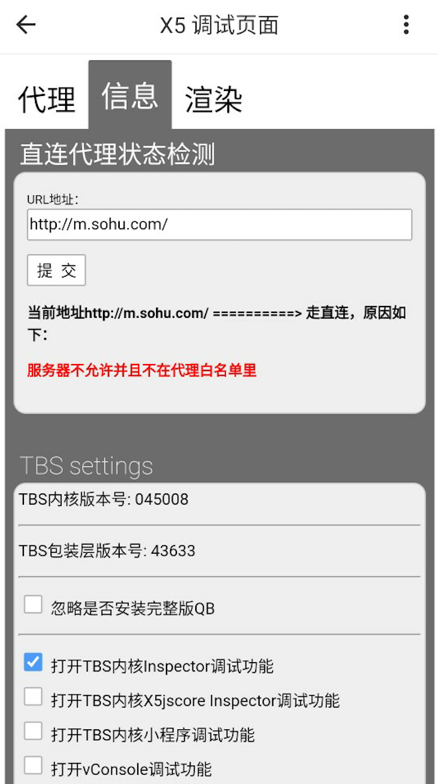 X5 调试页面
代理 信息 渲染
直连代理状态检测
URL地址:
http://m.sohu.com/
提 交
当前地址http://m.sohu.com/ ==========> 走直连，原因如
下：
服务器不允许并且不在代理白名单里
TBS settings
TBS内核版本号: 045008
TBS包装层版本号: 43633
忽略是否安装完整版QB
打开TBS内核Inspector调试功能
打开TBS内核X5jscore Inspector调试功能
打开TBS内核小程序调试功能
打开vConsole调试功能